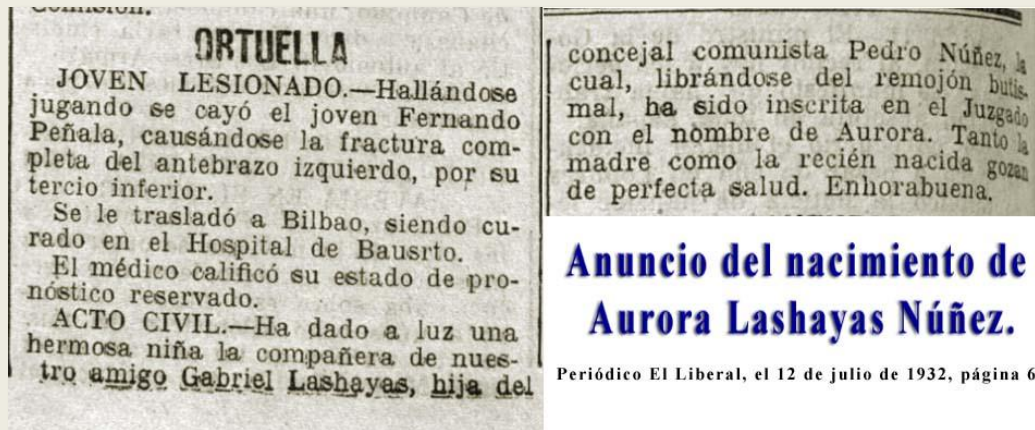 Comisión.
ORTUELLA
JOVEN LESIONADO.—Hallándose
jugando se cayó el joven Fernando
Peñala, causándose la fractura com-
pleta del antebrazo izquierdo, por su
tercio inferior.
Se le trasladó a Bilbao, siendo cu-
rado en el Hospital de Bausrto.
El médico calificó su estado de pro-
nóstico reservado.
ACTO CIVIL.—Ha dado a luz una
hermosa niña la compañera de nues-
tro amigo Gabriel Lashayas, hija del
concejal comunista Pedro Núñez, la
cual, librándose del remojón butis-
mal, ha sido inscrita en el Juzgado
con el nombre de Aurora. Tanto la
madre como la recién nacida gozan
de perfecta salud. Enhorabuena.
Anuncio del nacimiento de
Aurora Lashayas Núñez.
Periódico El Liberal, el 12 de julio de 1932, página 6